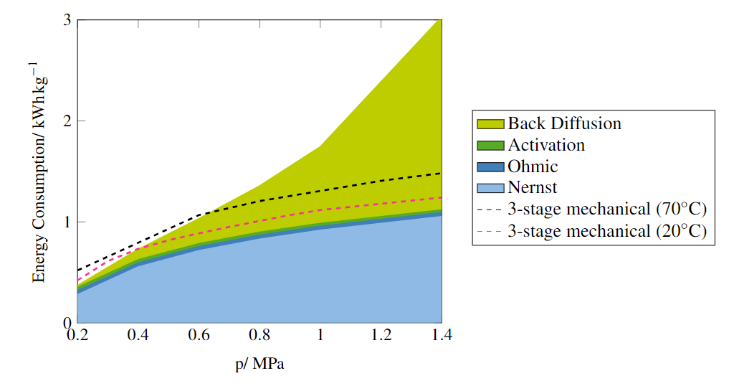 3
2
1
0
Energy Consumption/ kWhkg−1
0.2 0.4 0.6 0.8 1 1.2 1.4
p/ MPa
Back Diffusion
Activation
Ohmic
Nernst
3-stage mechanical (70°C)
3-stage mechanical (20°C)